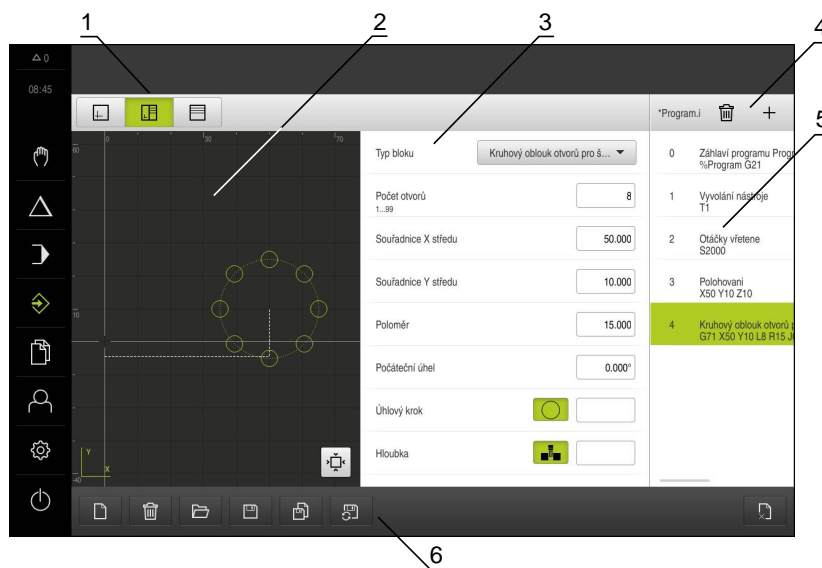 1
2
3
4
5
6
0
08:45
0
30
70
80
10
-40
Y
X
Typ bloku
Kruhový oblouk otvorů pro š...
Počet otvorů
1...99
8
Souřadnice X středu
50.000
Souřadnice Y středu
10.000
Poloměr
15.000
Počáteční úhel
0.000°
Úhlový krok
Hloubka
*Program.i
0 Záhlaví programu Progr
%Program G21
1 Vyvolání nástroje
T1
2 Otáčky vřetene
S2000
3 Polohovani
X50 Y10 Z10
4 Kruhový oblouk otvorů p
G71 X50 Y10 L8 R15 J0